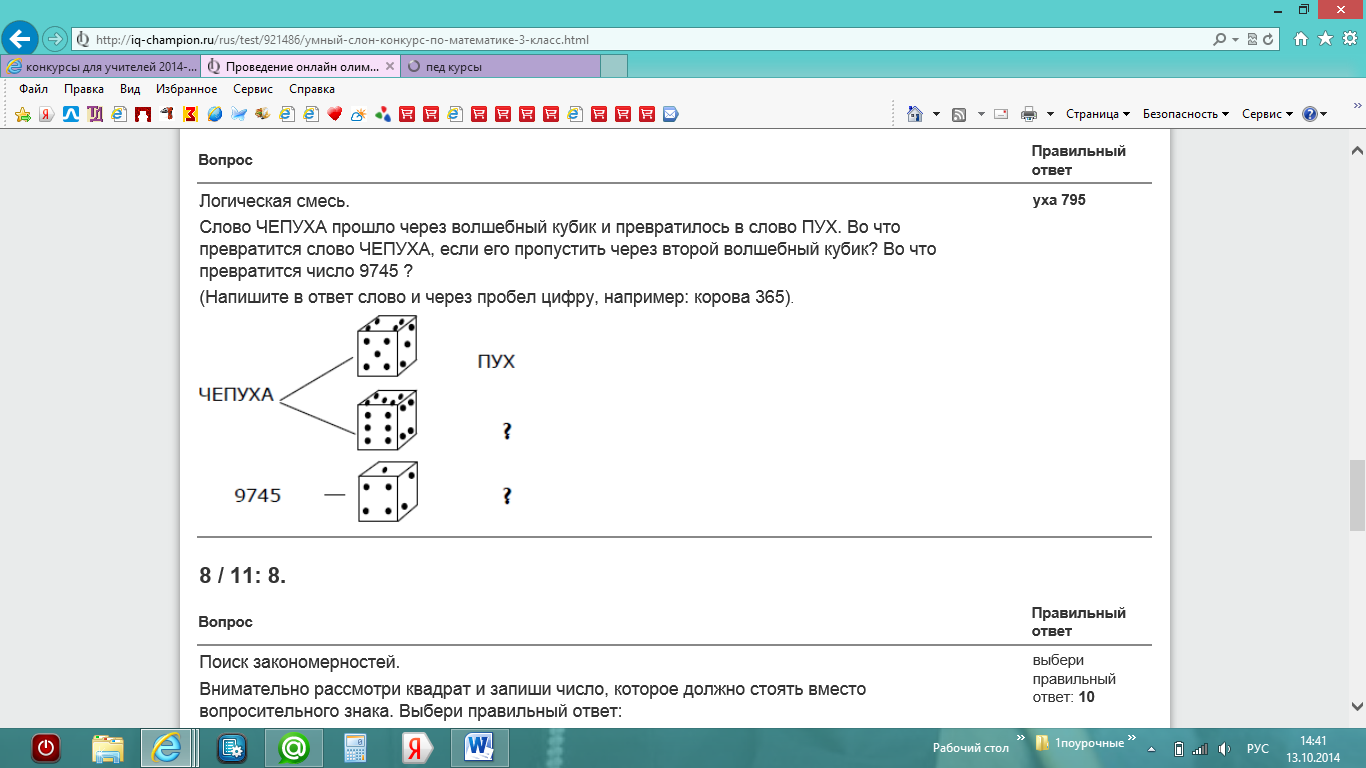 http://iq-champion.ru/rus/test/921486/умный-слон-конкурс-по-математике-3-класс.html
конкурсы для учителей 2014-...
Проведение онлайн олим...
пед курсы
Файл Правка Вид Избранное Сервис Справка
Страница Безопасность Сервис
Вопрос
Правильный
ответ
Логическая смесь.
уха 795
Слово ЧЕПУХА прошло через волшебный кубик и превратилось в слово ПУХ. Во что
превратится слово ЧЕПУХА, если его пропустить через второй волшебный кубик? Во что
превратится число 9745 ?
(Напишите в ответ слово и через пробел цифру, например: корова 365).
ПУХ
ЧЕПУХА
?
9745
?
8 / 11: 8.
Вопрос
Правильный
ответ
Поиск закономерностей.
Внимательно рассмотри квадрат и запиши число, которое должно стоять вместо
вопросительного знака. Выбери правильный ответ:
выбери
правильный
ответ: 10
Рабочий стол
1поурочные
РУС
14:41
13.10.2014